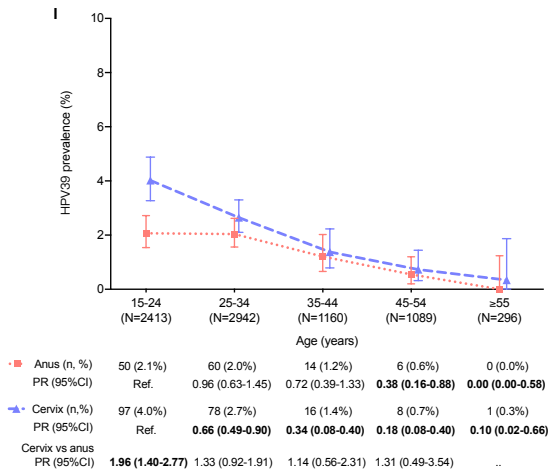 I
10
8
6
4
2
0
HPV39 prevalence (%)
15-24 25-34 35-44 45-54 ≥55
(N=2413) (N=2942) (N=1160) (N=1089) (N=296)
Age (years)
Anus (n, %) 50 (2.1%) 60 (2.0%) 14 (1.2%) 6 (0.6%) 0 (0.0%)
PR (95%CI) Ref. 0.96 (0.63-1.45) 0.72 (0.39-1.33) 0.38 (0.16-0.88) 0.00 (0.00-0.58)
Cervix (n,%) 97 (4.0%) 78 (2.7%) 16 (1.4%) 8 (0.7%) 1 (0.3%)
PR (95%CI) Ref. 0.66 (0.49-0.90) 0.34 (0.08-0.40) 0.18 (0.08-0.40) 0.10 (0.02-0.66)
Cervix vs anus
PR (95%CI) 1.96 (1.40-2.77) 1.33 (0.92-1.91) 1.14 (0.56-2.31) 1.31 (0.49-3.54) ..